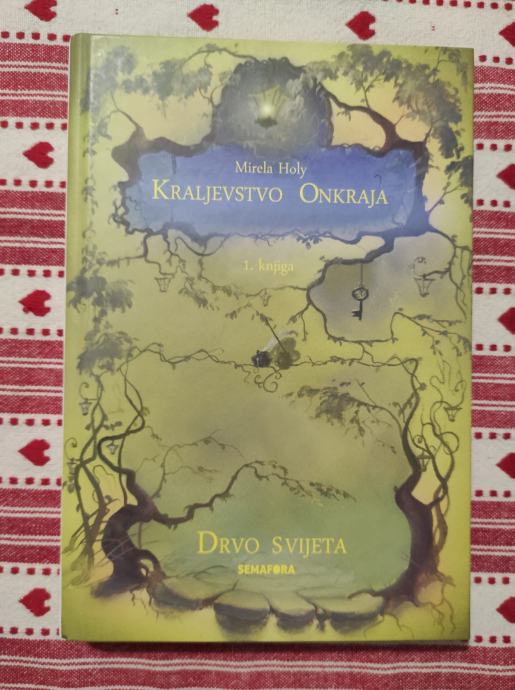 Mirela Holy
Kraljevstvo Onkraja
1. knjiga
Drvo svijeta
SEMAFORA